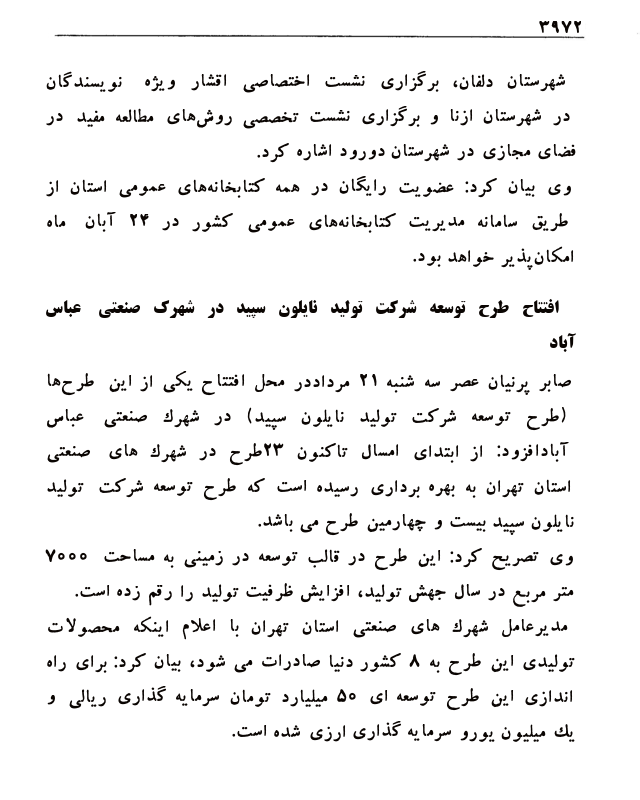 ۳۹۷۲
شهرستان دلفان، برگزاری نشست اختصاصی اقشار ویژه نویسندگان
در شهرستان ازنا و برگزاری نشست تخصصی روش‌های مطالعه مفید در
فضای مجازی در شهرستان دورود اشاره کرد.
وی بیان کرد: عضویت رایگان در همه کتابخانه‌های عمومی استان از
طریق سامانه مدیریت کتابخانه‌های عمومی کشور در ۲۴ آبان ماه
امکان‌پذیر خواهد بود.
افتتاح طرح توسعه شرکت تولید نایلون سپید در شهرک صنعتی عباس
آباد
صابر پرنیان عصر سه شنبه ۲۱ مرداددر محل افتتاح یکی از این طرح‌ها
(طرح توسعه شرکت تولید نایلون سپید) در شهرک صنعتی عباس
آبادافزود: از ابتدای امسال تاکنون ۲۳طرح در شهرک های صنعتی
استان تهران به بهره برداری رسیده است که طرح توسعه شرکت تولید
نایلون سپید بیست و چهارمین طرح می باشد.
وی تصریح کرد: این طرح در قالب توسعه در زمینی به مساحت ۷۰۰۰
متر مربع در سال جهش تولید، افزایش ظرفیت تولید را رقم زده است.
مدیرعامل شهرک های صنعتی استان تهران با اعلام اینکه محصولات
تولیدی این طرح به ۸ کشور دنیا صادرات می شود، بیان کرد: برای راه
اندازی این طرح توسعه ای ۵۰ میلیارد تومان سرمایه گذاری ریالی و
یک میلیون یورو سرمایه گذاری ارزی شده است.